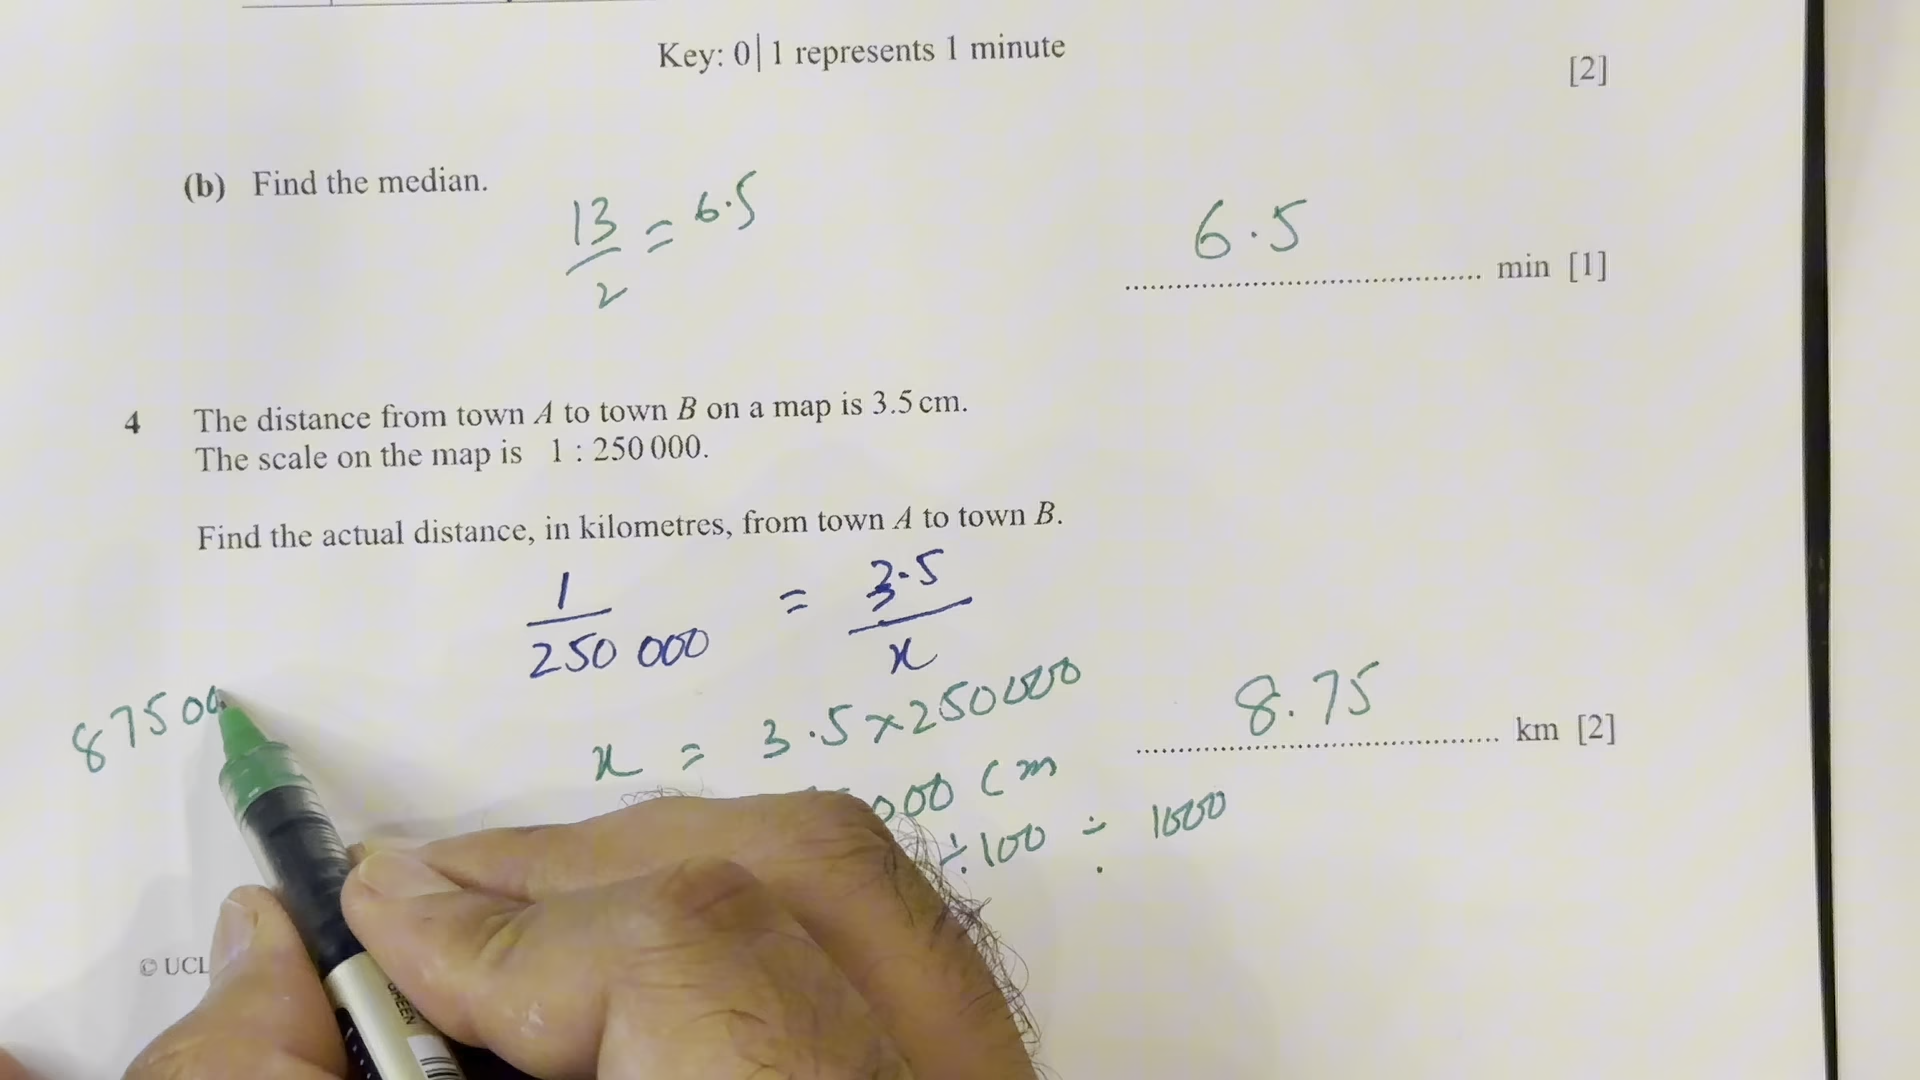 Key: 0| 1 represents 1 minute
[2]
(b) Find the median.
13/2 = 6.5
6.5
min [1]
4 The distance from town A to town B on a map is 3.5 cm.
The scale on the map is 1 : 250 000.
Find the actual distance, in kilometres, from town A to town B.
1/250 000 = 3.5/x
x = 3.5 × 250000
8.75
km [2]
8750
000 cm
÷100 ÷ 1000
© UCL
GREEN